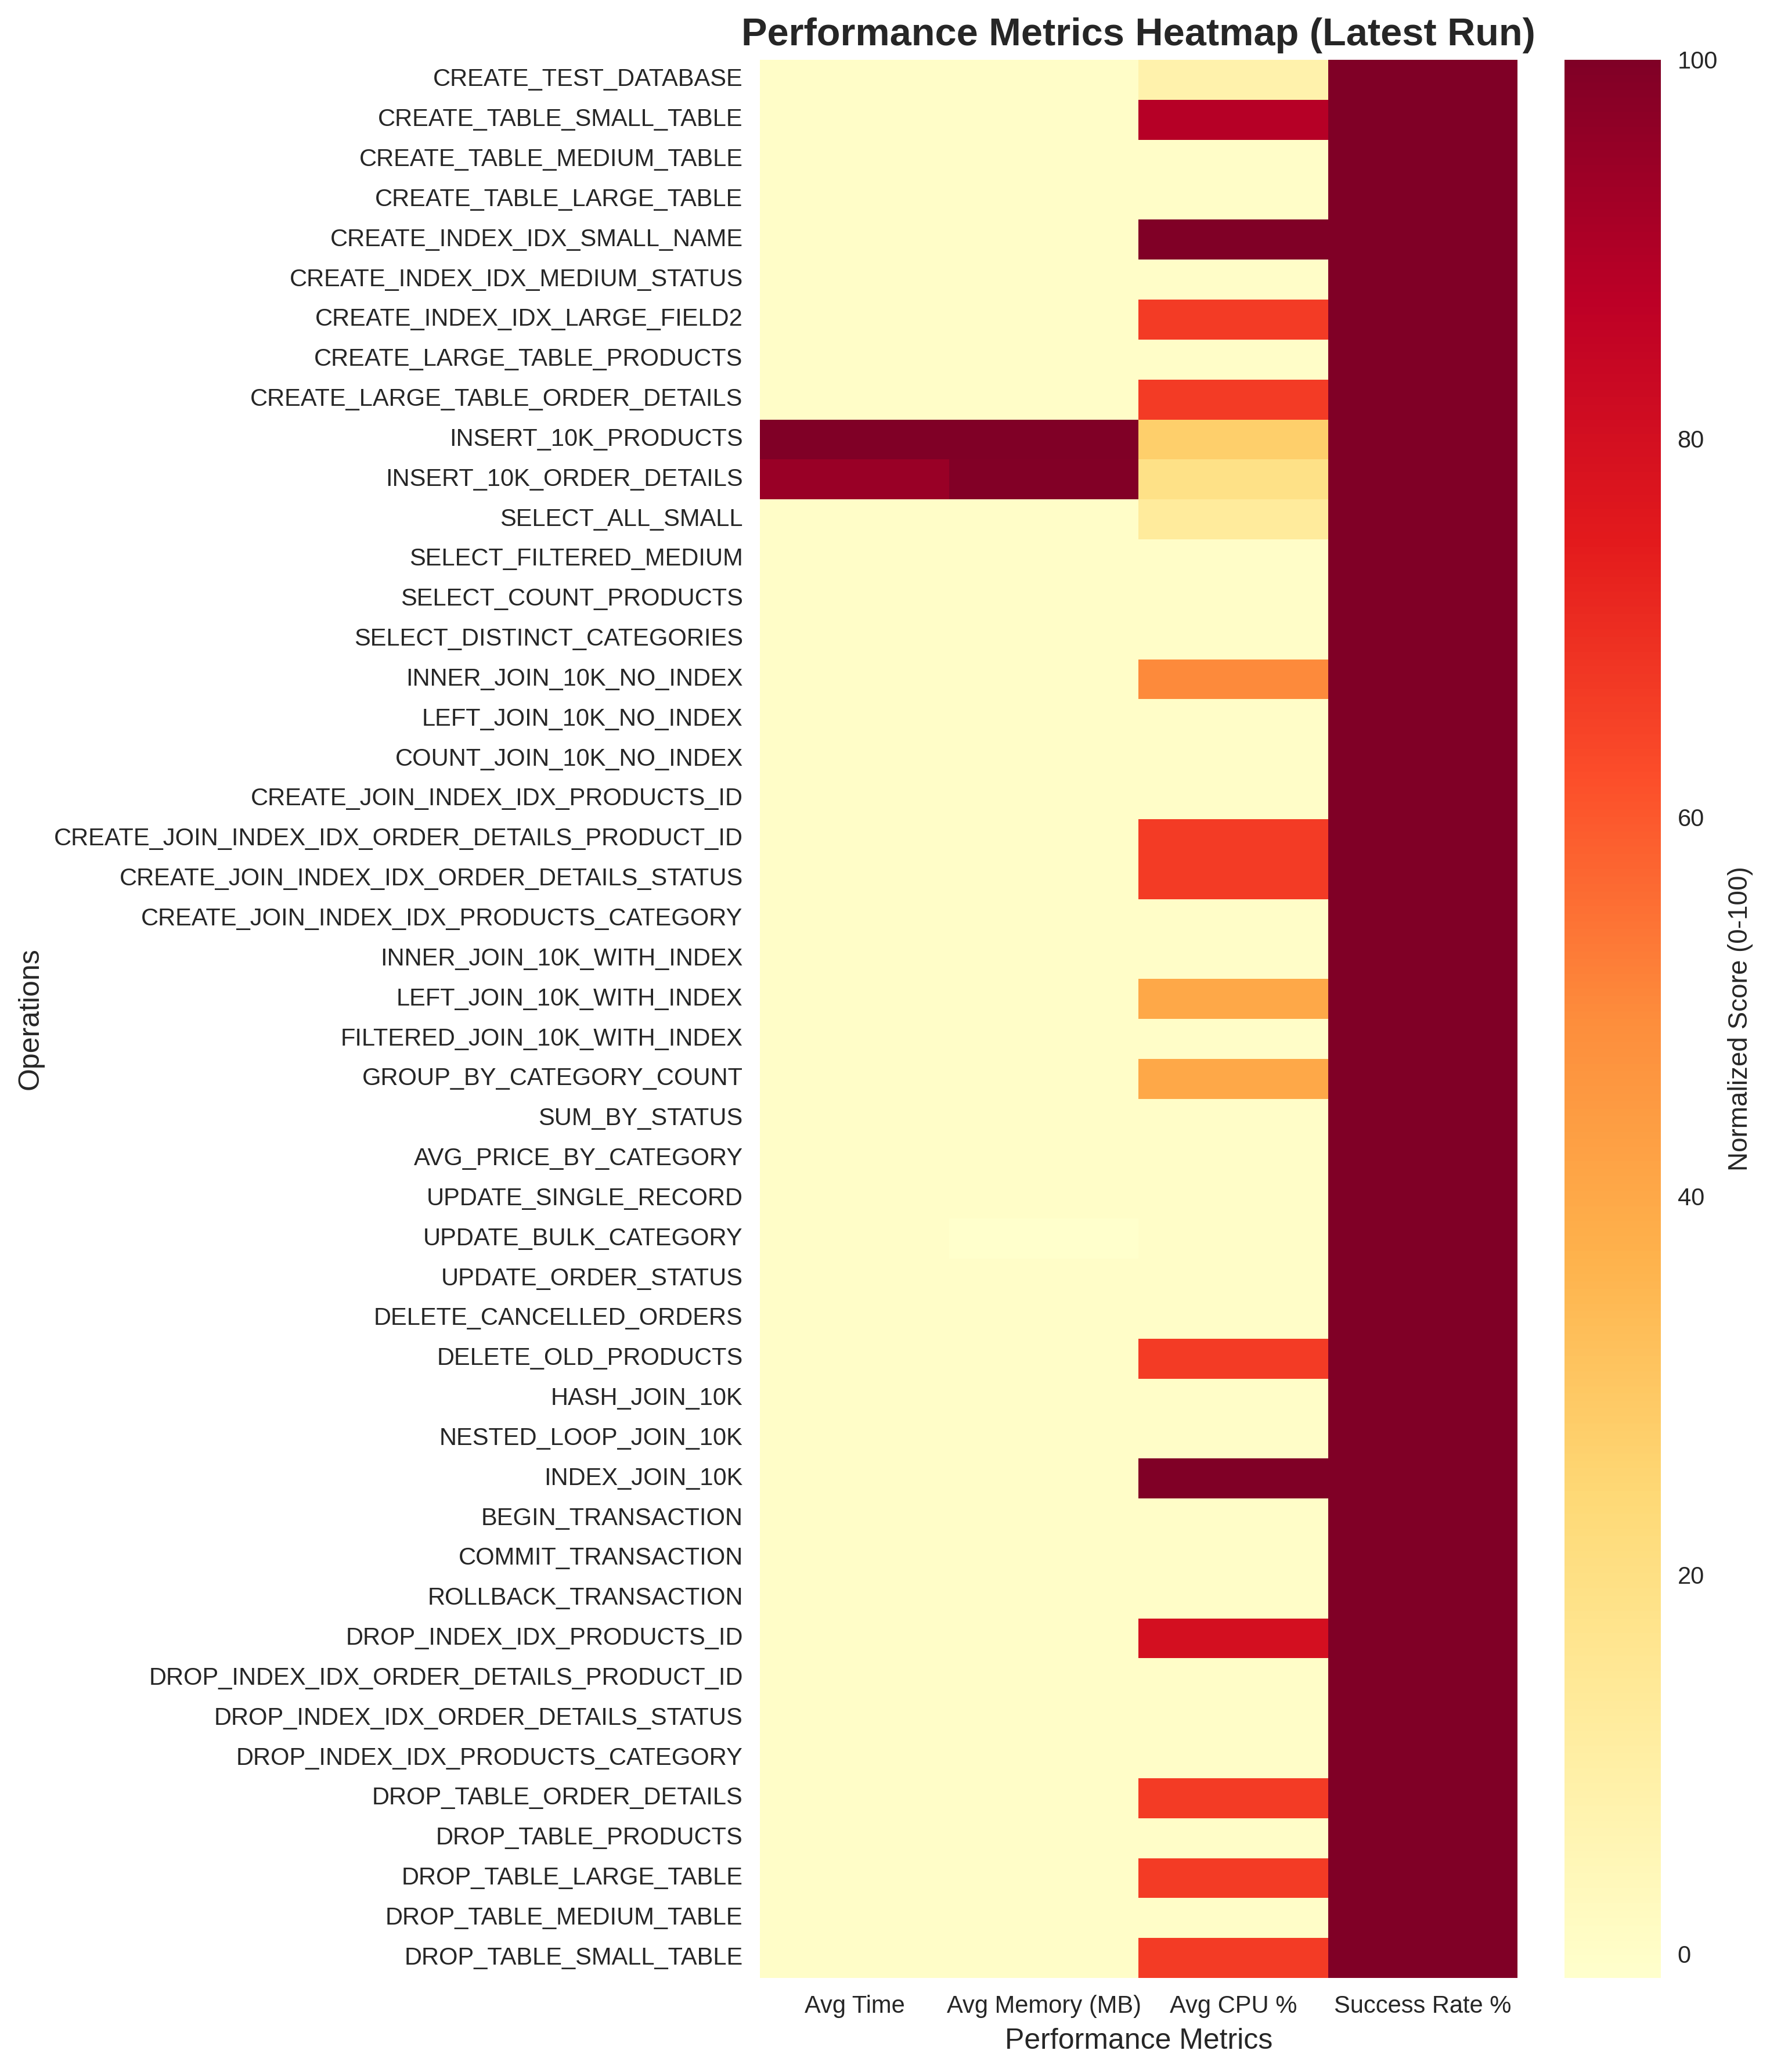 Performance Metrics Heatmap (Latest Run)
CREATE_TEST_DATABASE
CREATE_TABLE_SMALL_TABLE
CREATE_TABLE_MEDIUM_TABLE
CREATE_TABLE_LARGE_TABLE
CREATE_INDEX_IDX_SMALL_NAME
CREATE_INDEX_IDX_MEDIUM_STATUS
CREATE_INDEX_IDX_LARGE_FIELD2
CREATE_LARGE_TABLE_PRODUCTS
CREATE_LARGE_TABLE_ORDER_DETAILS
INSERT_10K_PRODUCTS
INSERT_10K_ORDER_DETAILS
SELECT_ALL_SMALL
SELECT_FILTERED_MEDIUM
SELECT_COUNT_PRODUCTS
SELECT_DISTINCT_CATEGORIES
INNER_JOIN_10K_NO_INDEX
LEFT_JOIN_10K_NO_INDEX
COUNT_JOIN_10K_NO_INDEX
CREATE_JOIN_INDEX_IDX_PRODUCTS_ID
CREATE_JOIN_INDEX_IDX_ORDER_DETAILS_PRODUCT_ID
CREATE_JOIN_INDEX_IDX_ORDER_DETAILS_STATUS
CREATE_JOIN_INDEX_IDX_PRODUCTS_CATEGORY
INNER_JOIN_10K_WITH_INDEX
LEFT_JOIN_10K_WITH_INDEX
FILTERED_JOIN_10K_WITH_INDEX
GROUP_BY_CATEGORY_COUNT
SUM_BY_STATUS
AVG_PRICE_BY_CATEGORY
UPDATE_SINGLE_RECORD
UPDATE_BULK_CATEGORY
UPDATE_ORDER_STATUS
DELETE_CANCELLED_ORDERS
DELETE_OLD_PRODUCTS
HASH_JOIN_10K
NESTED_LOOP_JOIN_10K
INDEX_JOIN_10K
BEGIN_TRANSACTION
COMMIT_TRANSACTION
ROLLBACK_TRANSACTION
DROP_INDEX_IDX_PRODUCTS_ID
DROP_INDEX_IDX_ORDER_DETAILS_PRODUCT_ID
DROP_INDEX_IDX_ORDER_DETAILS_STATUS
DROP_INDEX_IDX_PRODUCTS_CATEGORY
DROP_TABLE_ORDER_DETAILS
DROP_TABLE_PRODUCTS
DROP_TABLE_LARGE_TABLE
DROP_TABLE_MEDIUM_TABLE
DROP_TABLE_SMALL_TABLE
Operations
Avg Time
Avg Memory (MB)
Avg CPU %
Success Rate %
Performance Metrics
100
80
60
40
20
0
Normalized Score (0-100)